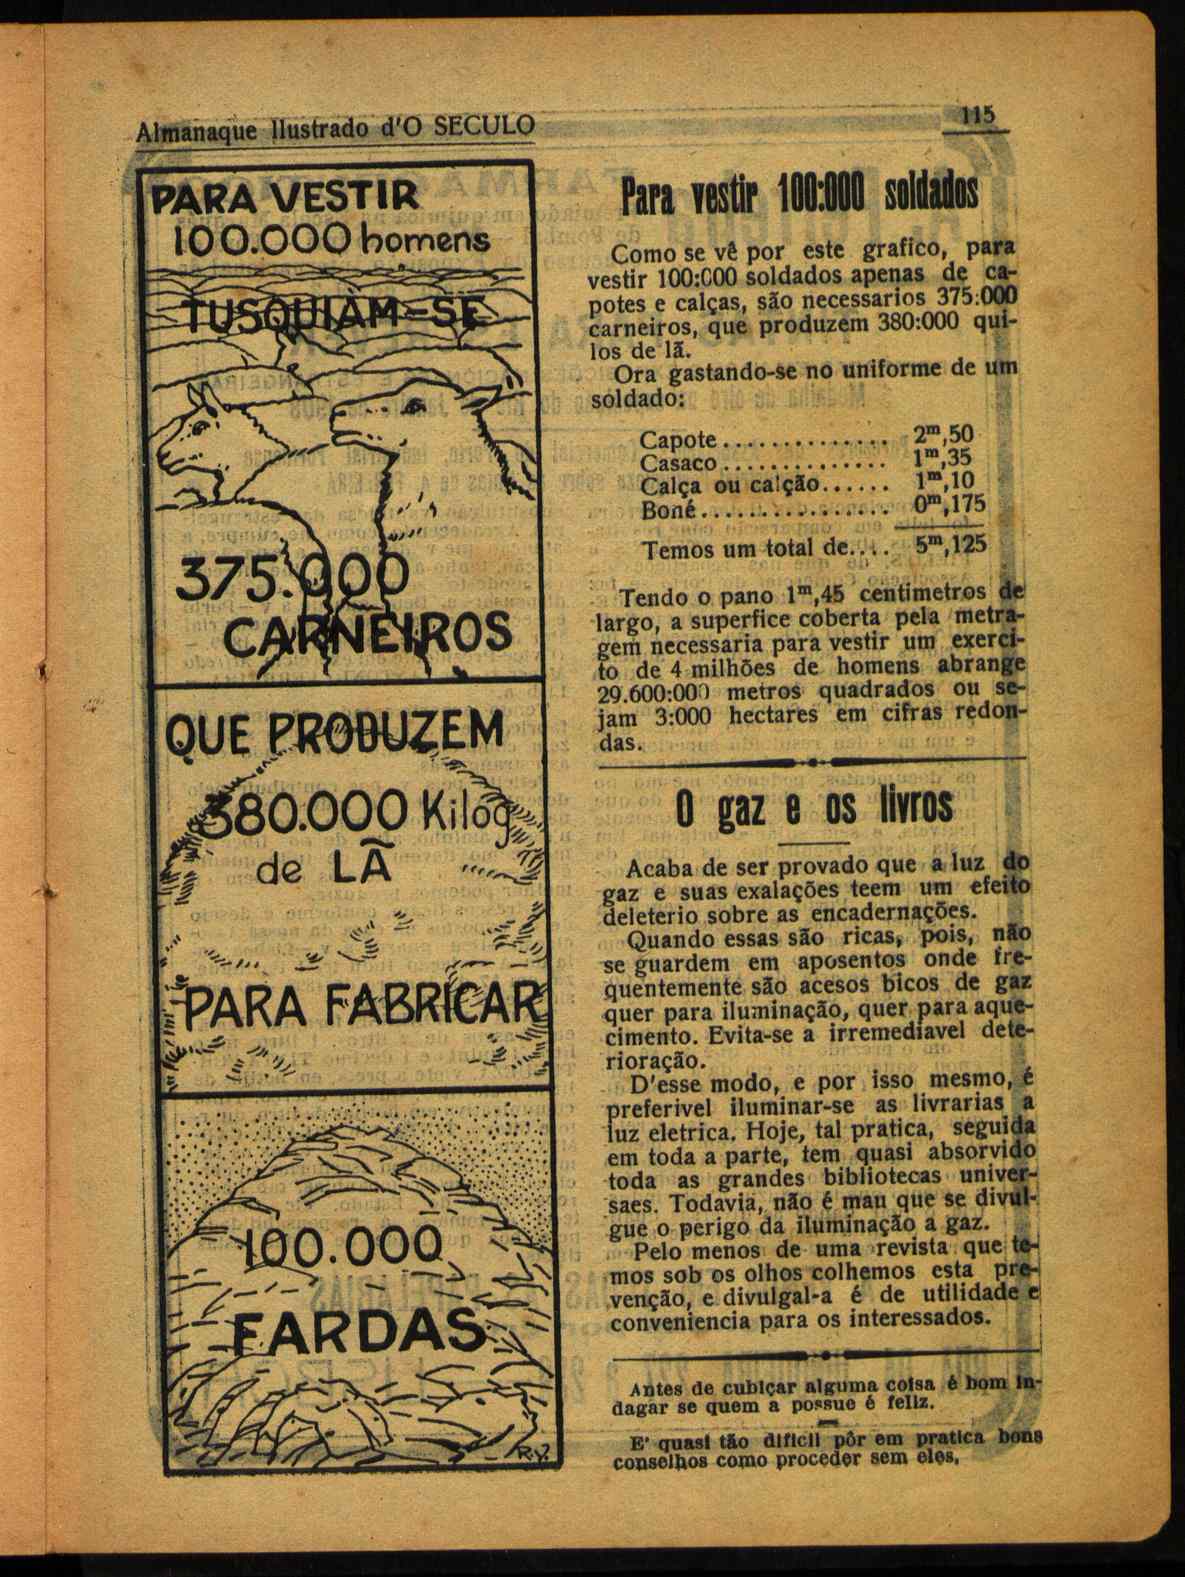 Almanaque Ilustrado d'O SECULO
115
PARA VESTIR
100.000 homens
TUSQUIAM-SE
375.000
CARNEIROS
QUE PRODUZEM
380.000 Kilog
de LÃ
PARA FABRICAR
100.000
FARDAS
R.Y.
Para vestir 100:000 soldados
Como se vê por este grafico, para
vestir 100:000 soldados apenas de ca-
potes e calças, são necessarios 375:000
carneiros, que produzem 380:000 qui-
los de lã.
Ora gastando-se no uniforme de um
soldado:
Capote.............. 2m,50
Casaco.............. 1m,35
Calça ou calção...... 1m,10
Boné................ 0m,175
Temos um total de.... 5m,125
Tendo o pano 1m,45 centimetros de
largo, a superfice coberta pela metra-
gem necessaria para vestir um exerci-
to de 4 milhões de homens abrange
29.600:000 metros quadrados ou se-
jam 3:000 hectares em cifras redon-
das.
O gaz e os livros
Acaba de ser provado que a luz do
gaz e suas exalações teem um efeito
deleterio sobre as encadernações.
Quando essas são ricas, pois, não
se guardem em aposentos onde fre-
quentemente são acesos bicos de gaz
quer para iluminação, quer para aque-
cimento. Evita-se a irremediavel dete-
rioração.
D'esse modo, e por isso mesmo, é
preferivel iluminar-se as livrarias a
luz eletrica. Hoje, tal pratica, seguida
em toda a parte, tem quasi absorvido
toda as grandes bibliotecas univer-
saes. Todavia, não é mau que se divul-
gue o perigo da iluminação a gaz.
Pelo menos de uma revista que te-
mos sob os olhos colhemos esta pre-
venção, e divulgal-a é de utilidade e
conveniencia para os interessados.
Antes de cubiçar alguma coisa é bom in-
dagar se quem a possue é feliz.
E' quasi tão dificil pôr em pratica bons
conselhos como proceder sem eles.